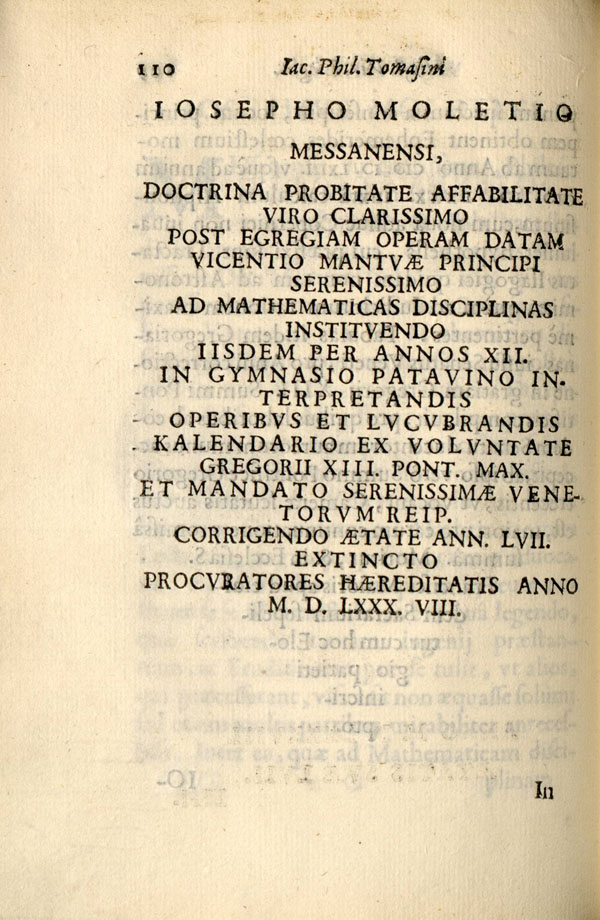 110 Iac. Phil. Tomasini
IOSEPHO MOLETIO
MESSANENSI,
DOCTRINA PROBITATE AFFABILITATE
VIRO CLARISSIMO
POST EGREGIAM OPERAM DATAM
VICENTIO MANTVÆ PRINCIPI
SERENISSIMO
AD MATHEMATICAS DISCIPLINAS
INSTITVENDO
IISDEM PER ANNOS XII.
IN GYMNASIO PATAVINO IN-
TERPRETANDIS
OPERIBVS ET LVCVBRANDIS
KALENDARIO EX VOLVNTATE
GREGORII XIII. PONT. MAX.
ET MANDATO SERENISSIMÆ VENE-
TORVM REIP.
CORRIGENDO ÆTATE ANN. LVII.
EXTINCTO
PROCVRATORES HÆREDITATIS ANNO
M. D. LXXX. VIII.
In